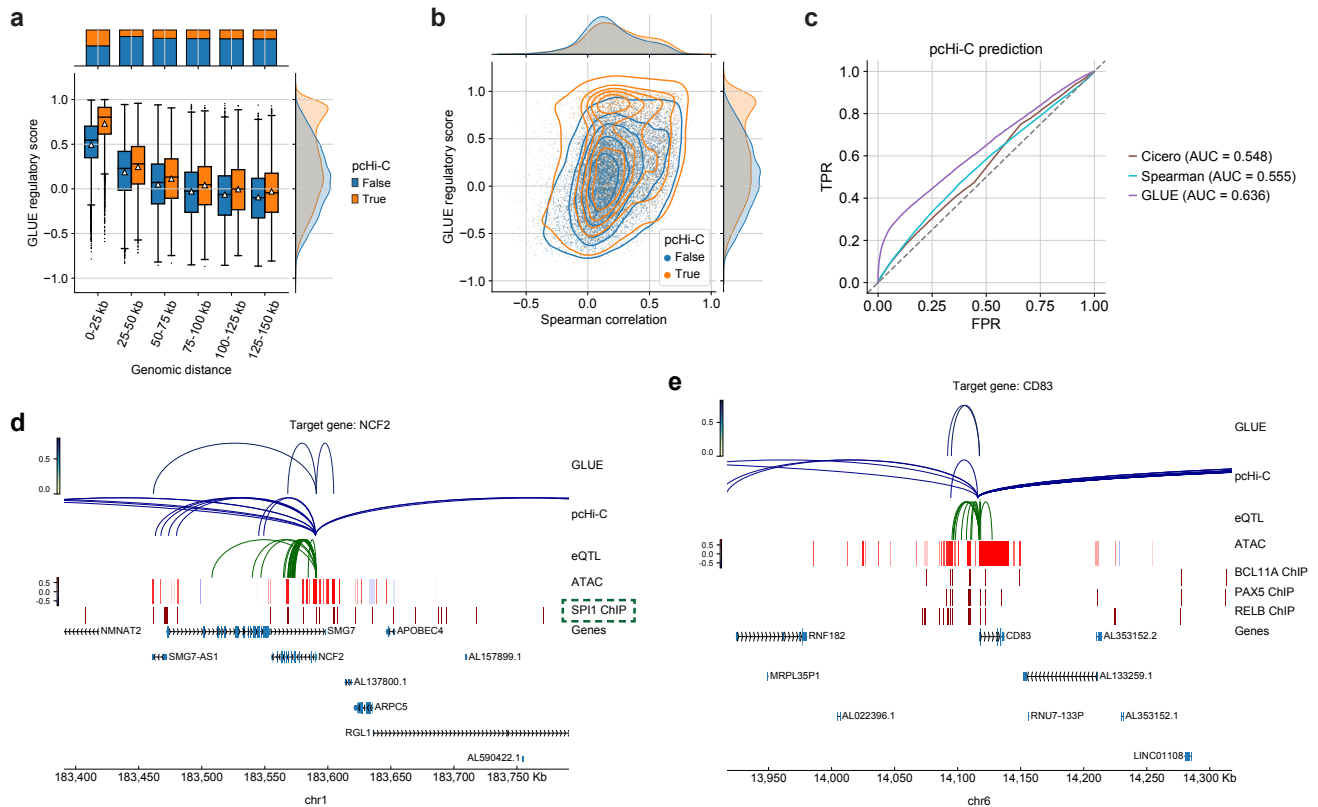 a
1.0
0.5
0.0
−0.5
−1.0
GLUE regulatory score
0-25 kb
25-50 kb
50-75 kb
75-100 kb
100-125 kb
125-150 kb
Genomic distance
pcHi-C
False
True
b
1.0
0.5
0.0
−0.5
−1.0
GLUE regulatory score
pcHi-C
False
True
−0.5
0.0
0.5
1.0
Spearman correlation
c
pcHi-C prediction
1.0
0.8
0.6
0.4
0.2
0.0
TPR
0.00
0.25
0.50
0.75
1.00
FPR
Cicero (AUC = 0.548)
Spearman (AUC = 0.555)
GLUE (AUC = 0.636)
d
Target gene: NCF2
0.5
0.0
GLUE
pcHi-C
eQTL
0.5
0.0
−0.5
ATAC
SPI1 ChIP
Genes
NMNAT2
SMG7
APOBEC4
SMG7-AS1
NCF2
AL157899.1
AL137800.1
ARPC5
RGL1
AL590422.1
183,400
183,450
183,500
183,550
183,600
183,650
183,700
183,750 Kb
chr1
e
Target gene: CD83
0.5
0.0
GLUE
pcHi-C
eQTL
0.5
0.0
−0.5
ATAC
BCL11A ChIP
PAX5 ChIP
RELB ChIP
Genes
RNF182
CD83
AL353152.2
MRPL35P1
AL133259.1
AL022396.1
RNU7-133P
AL353152.1
LINC01108
13,950
14,000
14,050
14,100
14,150
14,200
14,250
14,300 Kb
chr6